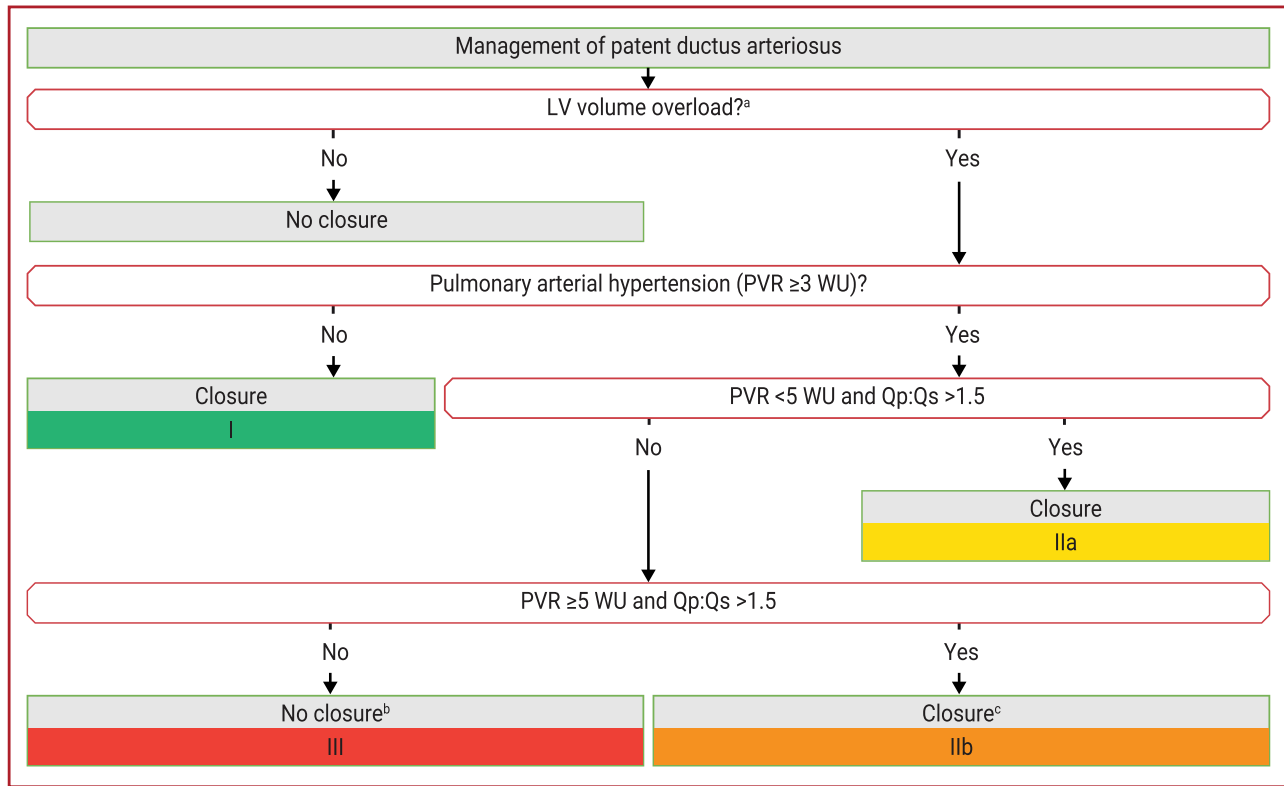 Management of patent ductus arteriosus
LV volume overload?ᵃ
No
Yes
No closure
Pulmonary arterial hypertension (PVR ≥3 WU)?
No
Yes
Closure
I
PVR <5 WU and Qp:Qs >1.5
No
Yes
Closure
IIa
PVR ≥5 WU and Qp:Qs >1.5
No
Yes
No closureᵇ
III
Closureᶜ
IIb